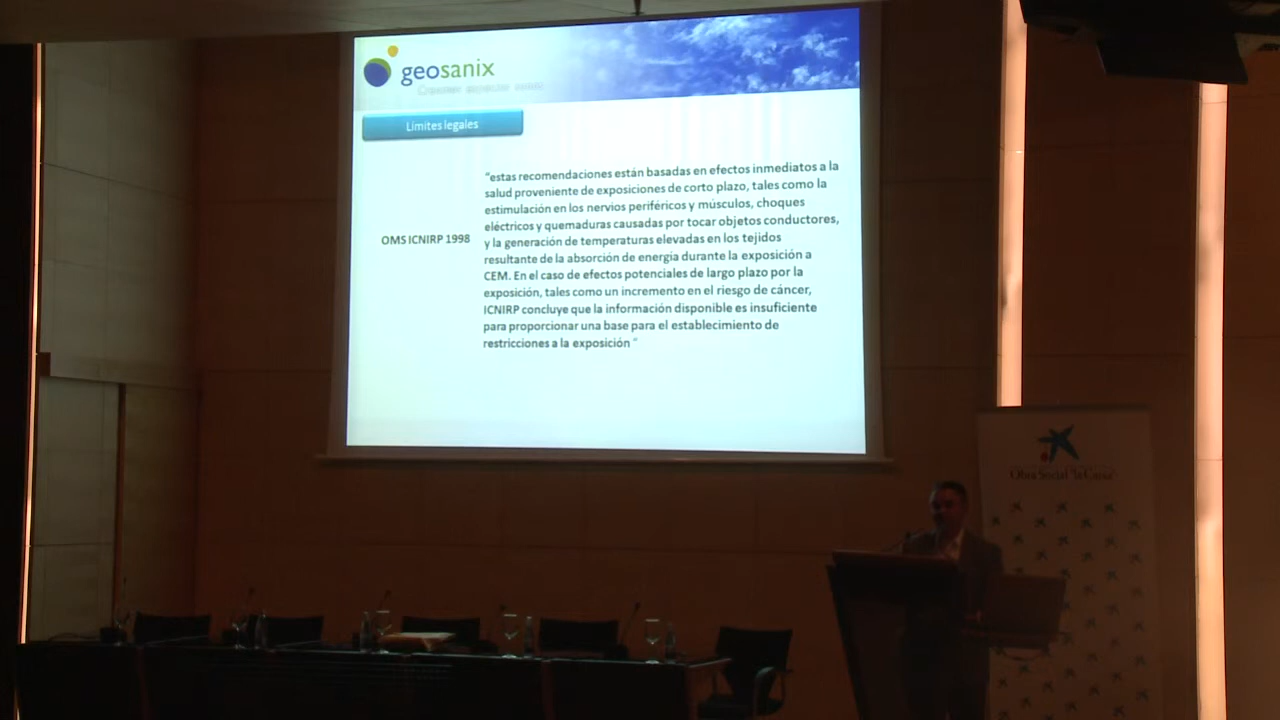 geosanix
Límites legales
"estas recomendaciones están basadas en efectos inmediatos a la
salud proveniente de exposiciones de corto plazo, tales como la
estimulación en los nervios periféricos y músculos, choques
eléctricos y quemaduras causadas por tocar objetos conductores,
OMS ICNIRP 1998
y la generación de temperaturas elevadas en los tejidos
resultante de la absorción de energía durante la exposición a
CEM. En el caso de efectos potenciales de largo plazo por la
exposición, tales como un incremento en el riesgo de cáncer,
ICNIRP concluye que la información disponible es insuficiente
para proporcionar una base para el establecimiento de
restricciones a la exposición "
Obra Social "la Caixa"